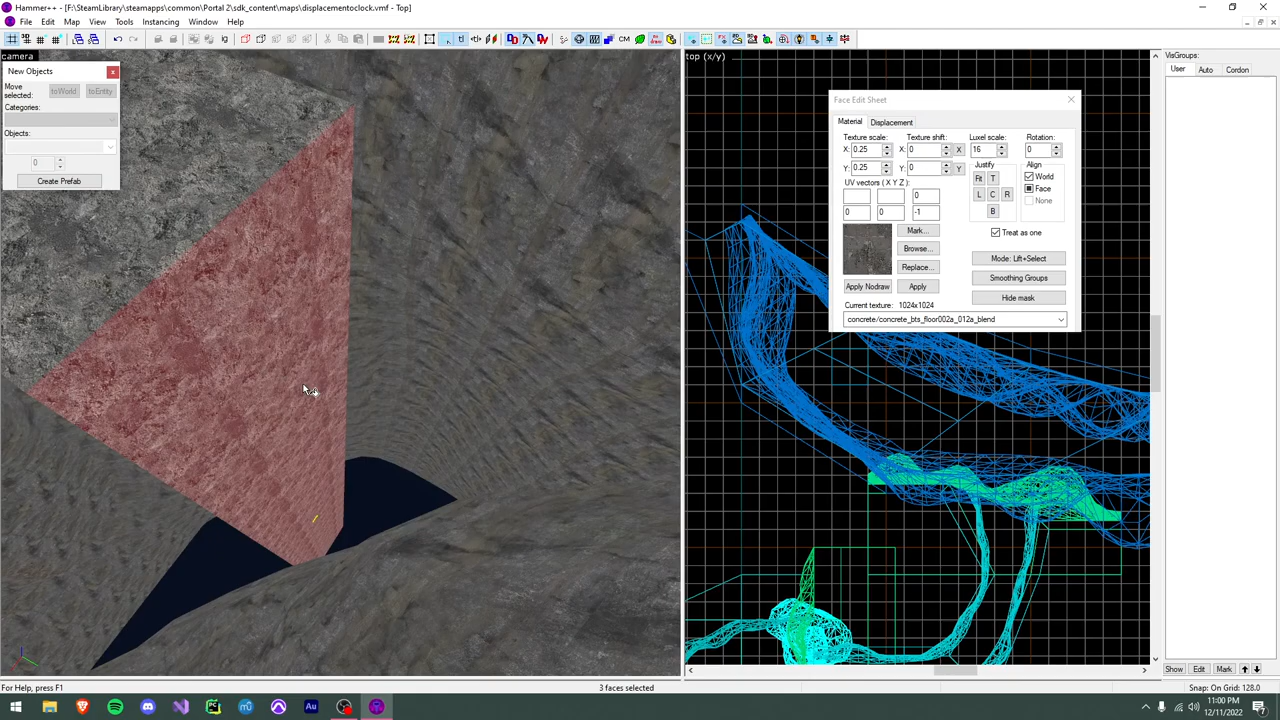 Hammer++ - [F:\SteamLibrary\steamapps\common\Portal 2\sdk_content\maps\displacementoclock.vmf - Top]
File Edit Map View Tools Instancing Window Help
CM
camera
top (x/y)
VisGroups:
User Auto Cordon
New Objects
Move selected:
toWorld toEntity
Categories:
Objects:
0
Create Prefab
Face Edit Sheet
Material Displacement
Texture scale: Texture shift: Luxel scale: Rotation:
X: 0.25 X: 0 X 16 0
Y: 0.25 Y: 0 Y
Justify Align
Fit T
L C R
B
World
Face
None
UV vectors ( X Y Z ):
0
0 0 -1
Treat as one
Mark...
Browse...
Replace...
Apply Nodraw Apply
Mode: Lift+Select
Smoothing Groups
Hide mask
Current texture: 1024x1024
concrete/concrete_bts_floor002a_012a_blend
Show Edit Mark
For Help, press F1
3 faces selected
Snap: On Grid: 128.0
Au
11:00 PM
12/11/2022